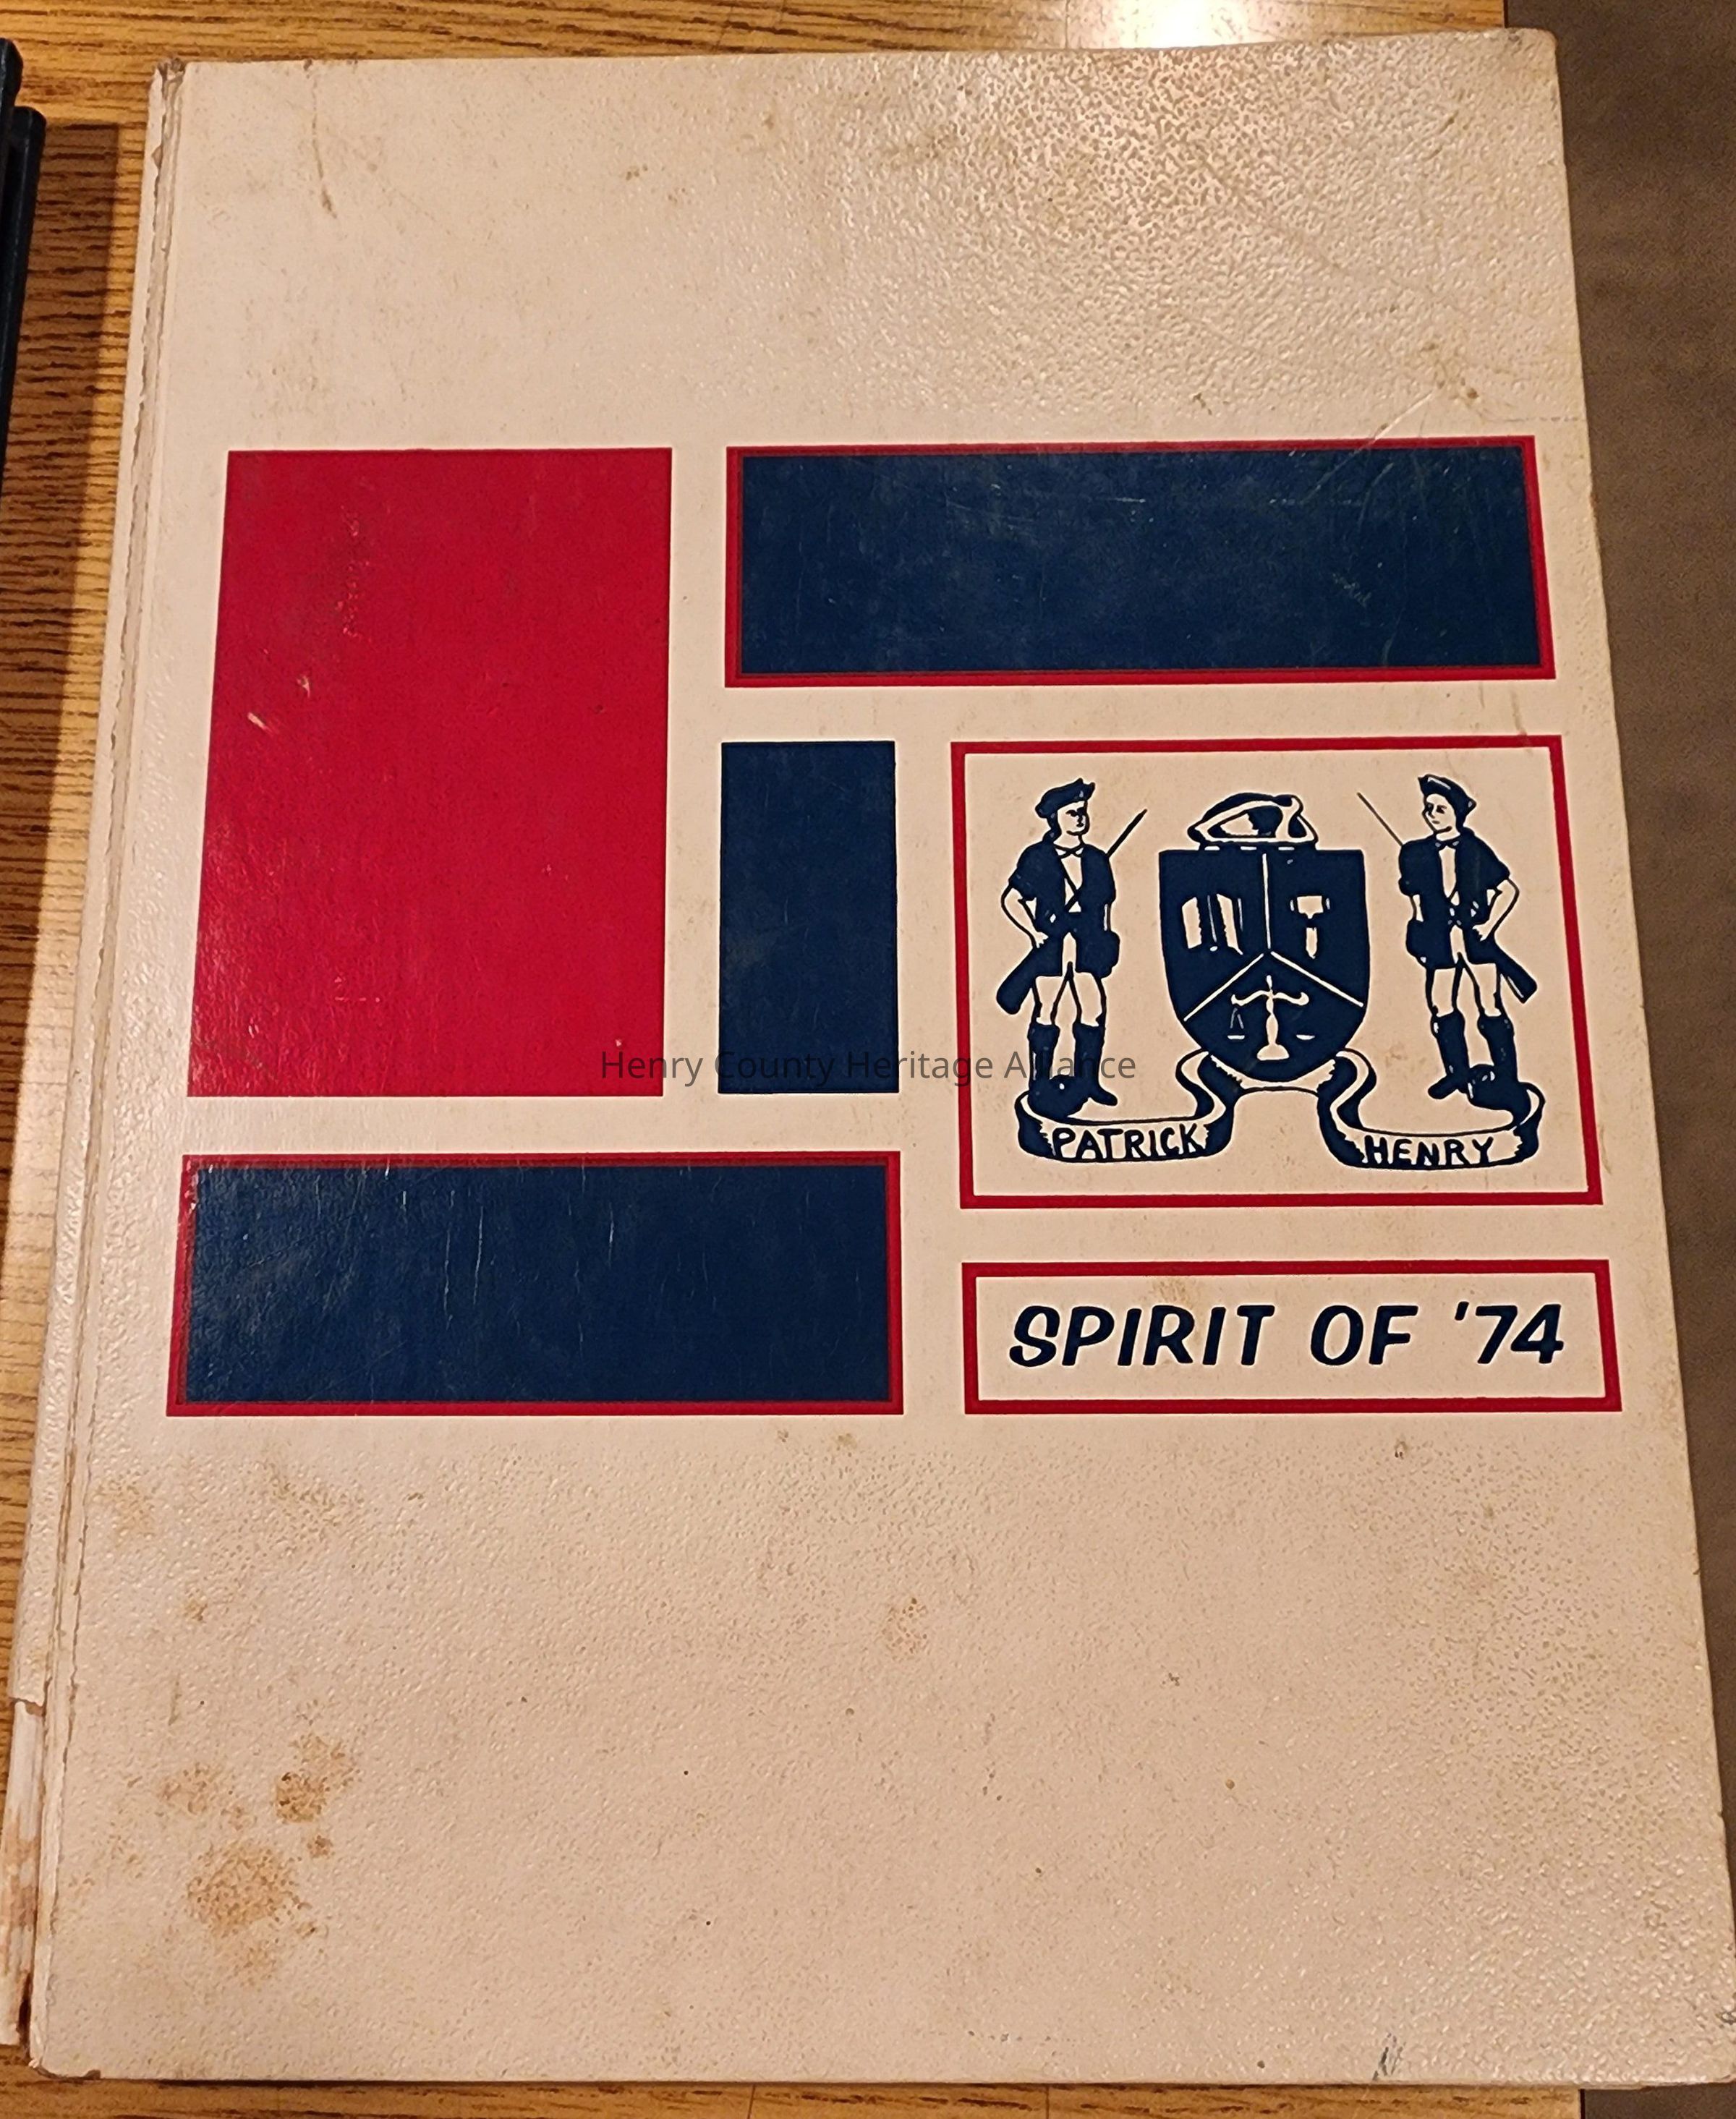 Henry County Heritage Alliance
PATRICK HENRY
SPIRIT OF '74